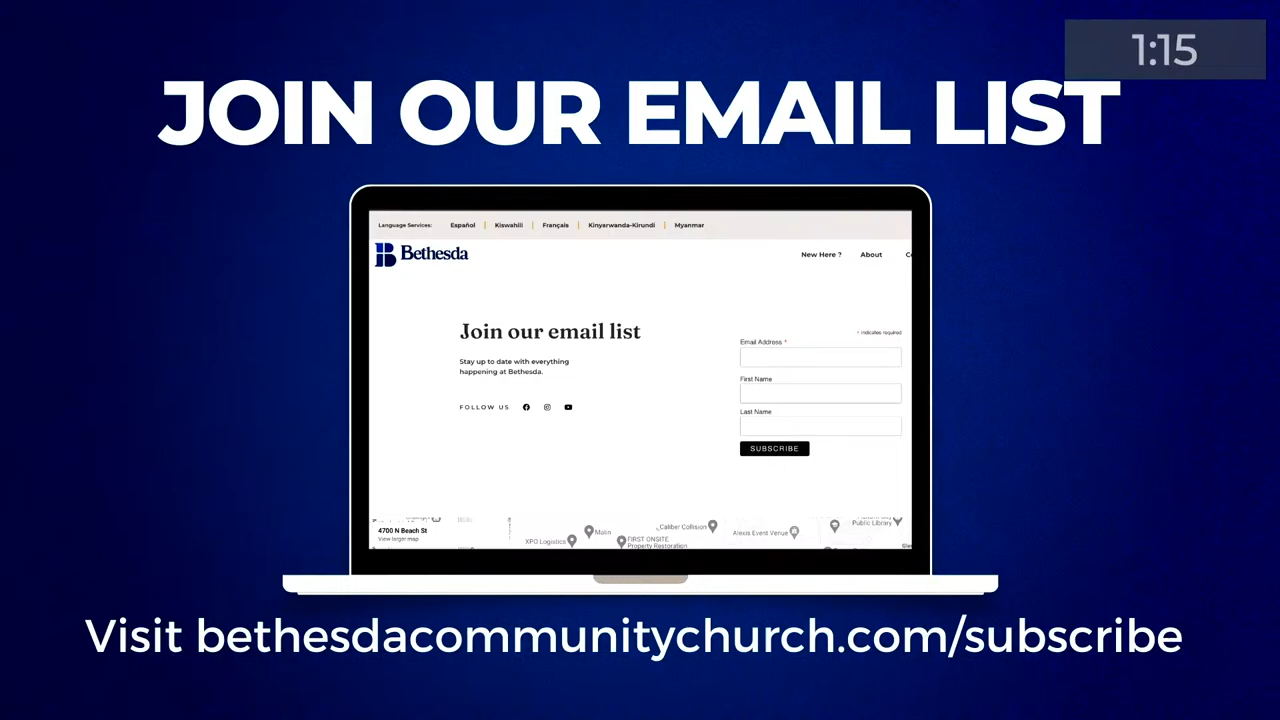 1:15
JOIN OUR EMAIL LIST
Language Services: Español | Kiswahili | Français | Kinyarwanda-Kirundi | Myanmar
Bethesda
New Here ? About
Join our email list
Stay up to date with everything
happening at Bethesda.
FOLLOW US
* indicates required
Email Address *
First Name
Last Name
SUBSCRIBE
4700 N Beach St
View larger map
XPO Logistics
Malin
FIRST ONSITE
Property Restoration
Caliber Collision
Alexis Event Venue
Public Library
Visit bethesdacommunitychurch.com/subscribe